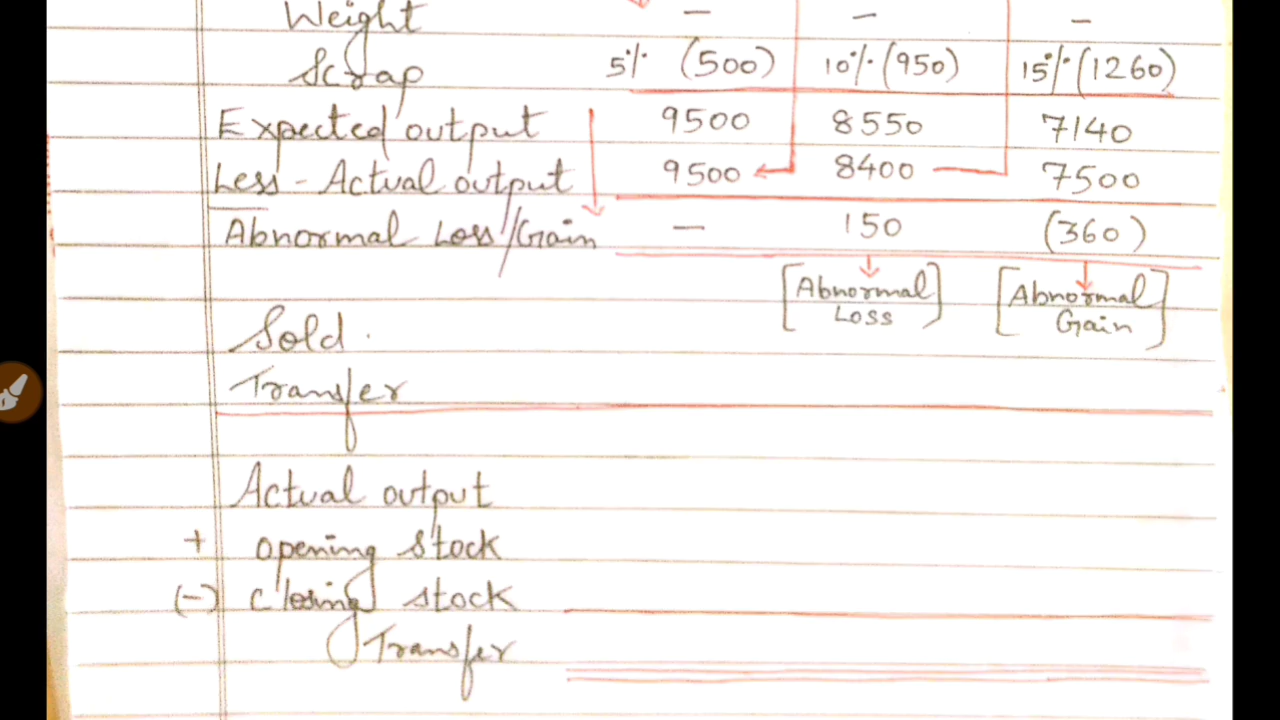 Weight — — —
Scrap 5% (500) 10% (950) 15% (1260)
Expected output 9500 8550 7140
Less - Actual output 9500 8400 7500
Abnormal Loss/Gain — 150 (360)
[Abnormal Loss] [Abnormal Gain]
Sold.
Transfer
Actual output
+ opening stock
(-) closing stock
Transfer